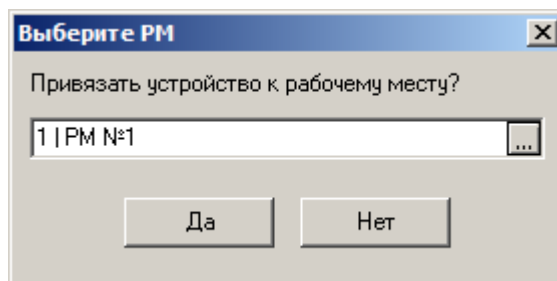 Выберите РМ
Привязать устройство к рабочему месту?
1 | РМ №1
...
Да
Нет